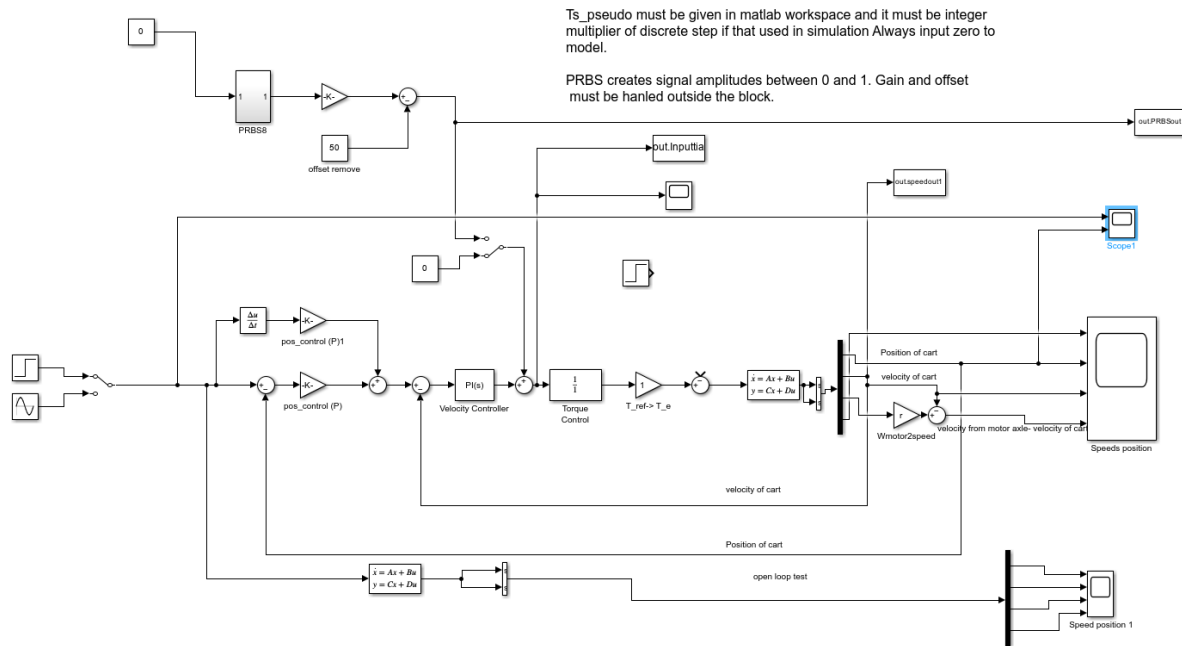 Ts_pseudo must be given in matlab workspace and it must be integer
multiplier of discrete step if that used in simulation Always input zero to
model.
PRBS creates signal amplitudes between 0 and 1. Gain and offset
must be hanled outside the block.
0
1 1
PRBS8
-K-
50
offset remove
out.PRBSout
out.Inputtia
out.speedout1
Scope1
0
Δu
Δt
-K-
pos_control (P)1
-K-
pos_control (P)
PI(s)
Velocity Controller
1
1
Torque
Control
1
T_ref-> T_e
ẋ = Ax + Bu
y = Cx + Du
Position of cart
velocity of cart
r
Wmotor2speed
velocity from motor axle- velocity of cart
Speeds position
velocity of cart
Position of cart
ẋ = Ax + Bu
y = Cx + Du
open loop test
Speed position 1